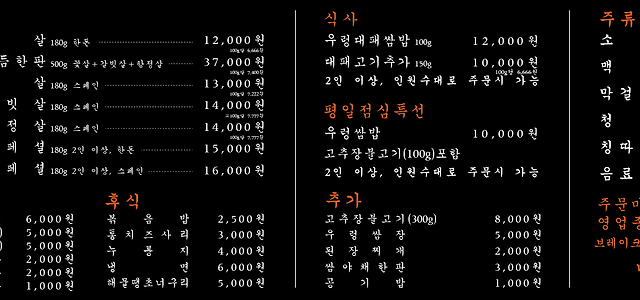 살 180g 한돈 12,000원
100g당 6,666원
듬한판 500g 꽃살+갈빗살+항정살 37,000원
100g당 7,400원
살 180g 스페인 13,000원
100g당 7,222원
빗살 180g 스페인 14,000원
정살 180g 스페인 14,000원
100g당 7,777원
페셜 180g 2인 이상, 한돈 15,000원
페셜 180g 2인 이상, 스페인 16,000원
6,000원
5,000원
5,000원
2,000원
2,000원
1,000원
후식
볶음밥 2,500원
통치즈사리 3,000원
누룽지 4,000원
냉면 6,000원
해물땡초너구리 5,000원
식사
우렁대패쌈밥 100g 12,000원
대패고기추가 150g 10,000원
100g당 6,666원
2인 이상, 인원수대로 주문시 가능
평일점심특선
우렁쌈밥 10,000원
고추장불고기(100g)포함
2인 이상, 인원수대로 주문시 가능
추가
고추장불고기(300g) 8,000원
우렁쌈장 5,000원
된장찌개 2,000원
쌈야채한판 3,000원
공기밥 1,000원
주류
소
맥
막걸
청
칭따
음료
주문마
영업종
브레이크